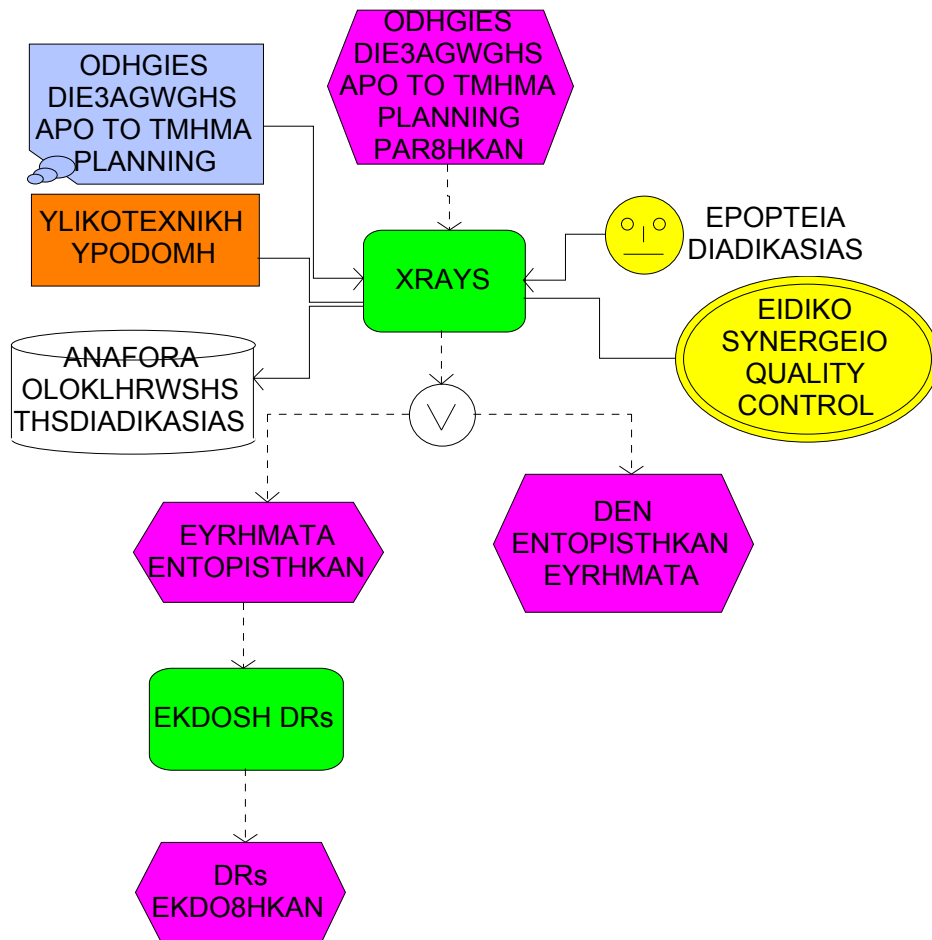 ODHGIES
DIE3AGWGHS
APO TO TMHMA
PLANNING
PAR8HKAN
ODHGIES
DIE3AGWGHS
APO TO TMHMA
PLANNING
YLIKOTEXNIKH
YPODOMH
XRAYS
EPOPTEIA
DIADIKASIAS
ANAFORA
OLOKLHRWSHS
THSDIADIKASIAS
EIDIKO
SYNERGEIO
QUALITY
CONTROL
V
EYRHMATA
ENTOPISTHKAN
DEN
ENTOPISTHKAN
EYRHMATA
EKDOSH DRs
DRs
EKDO8HKAN